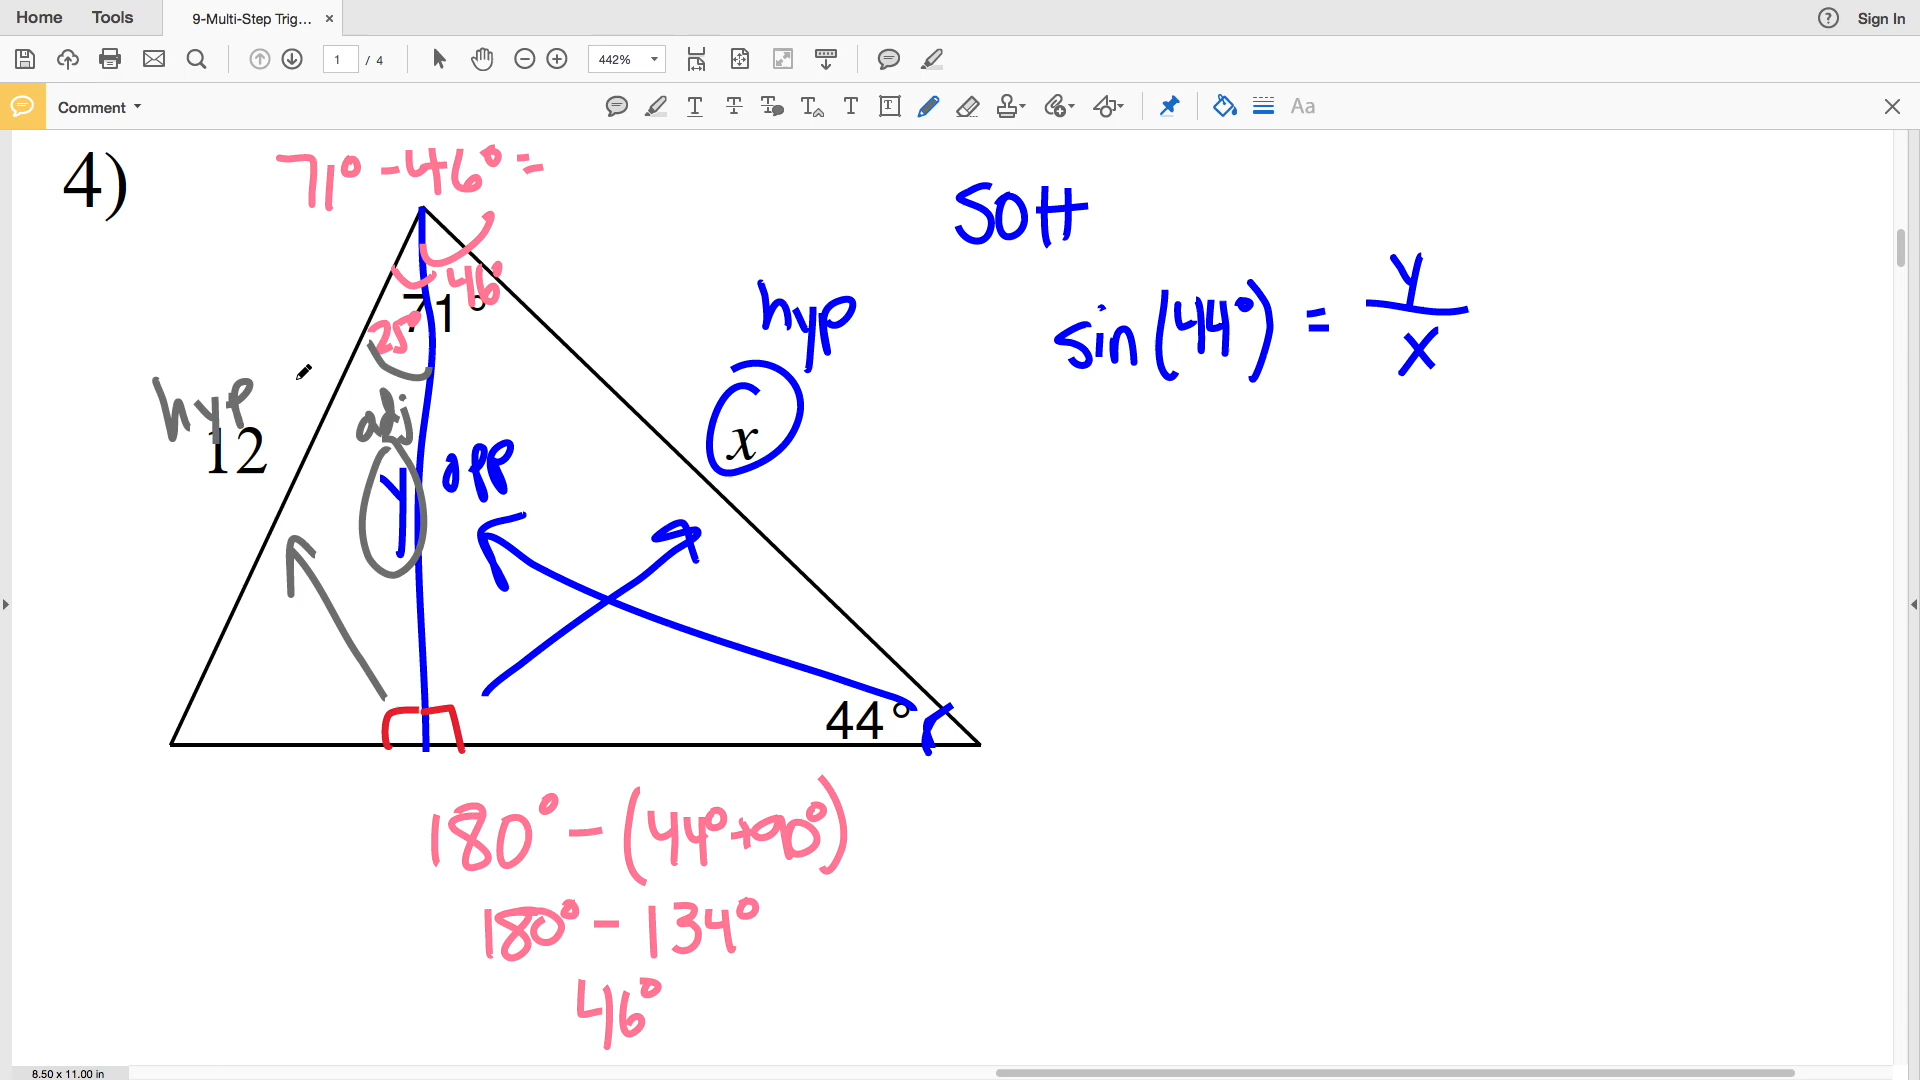 Home Tools 9-Multi-Step Trig... × ? Sign In
1 / 4 442%
Comment T T T T T T Aa
4)
71° - 46° =
SOH
46°
71°
25°
hyp
sin(44°) = y/x
hyp
12
adj
x
y
opp
44°
180° - (44° + 90°)
180° - 134°
46°
8.50 x 11.00 in